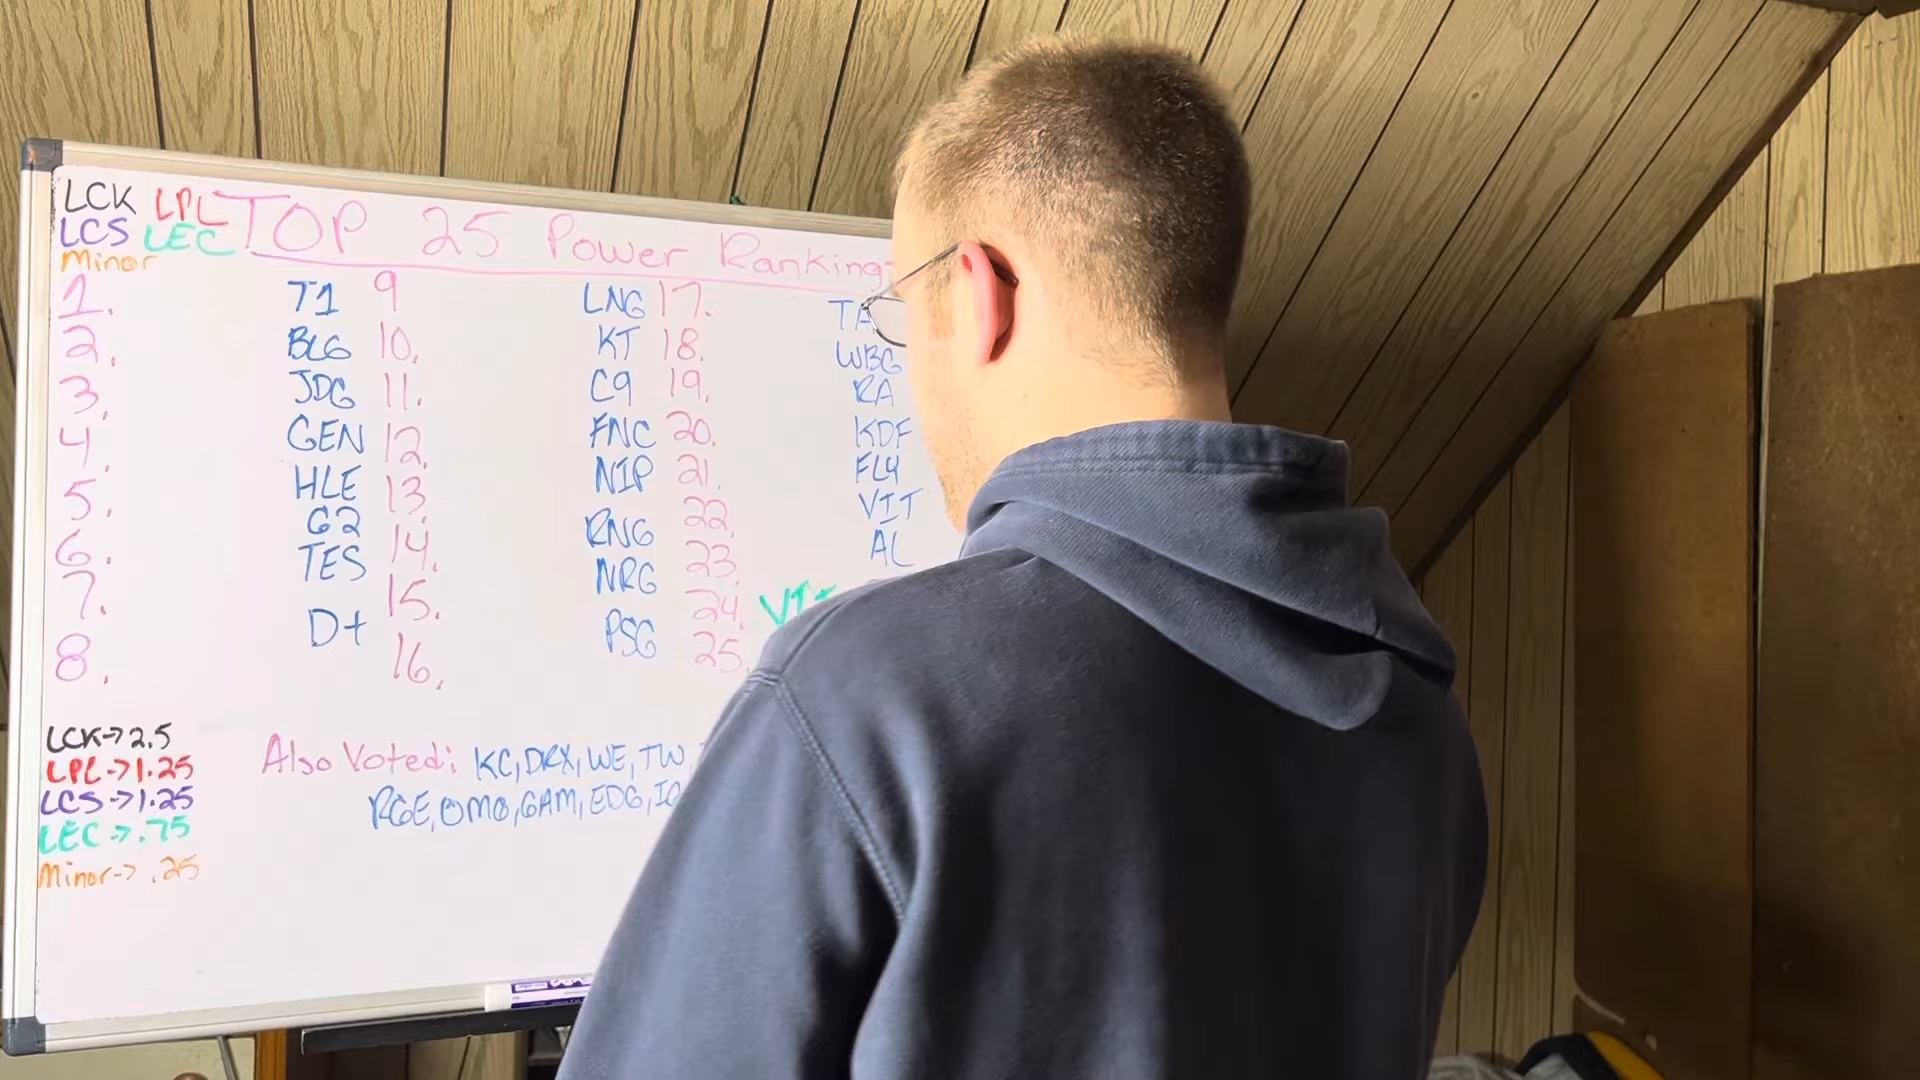 LCK LPL
LCS LEC
Minor
TOP 25 Power Ranking
1. T1 9 LNG 17. TA
2. BLG 10. KT 18. WBG
3. JDG 11. C9 19. RA
4. GEN 12. FNC 20. KDF
5. HLE 13. NIP 21. FLY
6. G2 14. RNG 22. VIT
7. TES 15. NRG 23. AL
8. D+ 16. PSG 24.
25.
LCK->2.5
LPL->1.25
LCS->1.25
LEC->.75
Minor->.25
Also Voted: KC, DRX, WE, TW,
RGE, OMG, GAM, EDG,